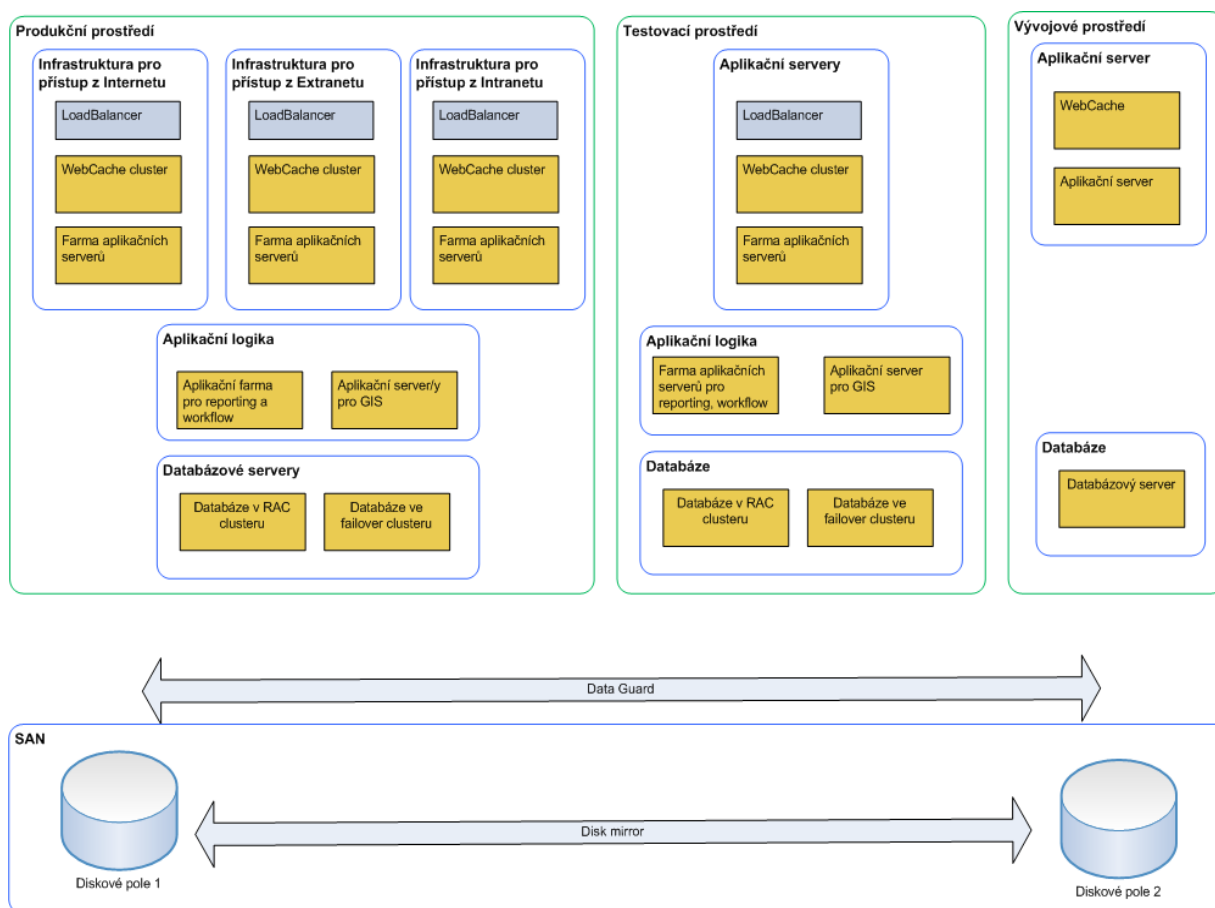 Produkční prostředí
Infrastruktura pro
přístup z Internetu
LoadBalancer
WebCache cluster
Farma aplikačních
serverů
Infrastruktura pro
přístup z Extranetu
LoadBalancer
WebCache cluster
Farma aplikačních
serverů
Infrastruktura pro
přístup z Intranetu
LoadBalancer
WebCache cluster
Farma aplikačních
serverů
Aplikační logika
Aplikační farma
pro reporting a
workflow
Aplikační server/y
pro GIS
Databázové servery
Databáze v RAC
clusteru
Databáze ve
failover clusteru
Testovací prostředí
Aplikační servery
LoadBalancer
WebCache cluster
Farma aplikačních
serverů
Aplikační logika
Farma aplikačních
serverů pro
reporting, workflow
Aplikační server
pro GIS
Databáze
Databáze v RAC
clusteru
Databáze ve
failover clusteru
Vývojové prostředí
Aplikační server
WebCache
Aplikační server
Databáze
Databázový server
Data Guard
SAN
Disk mirror
Diskové pole 1
Diskové pole 2